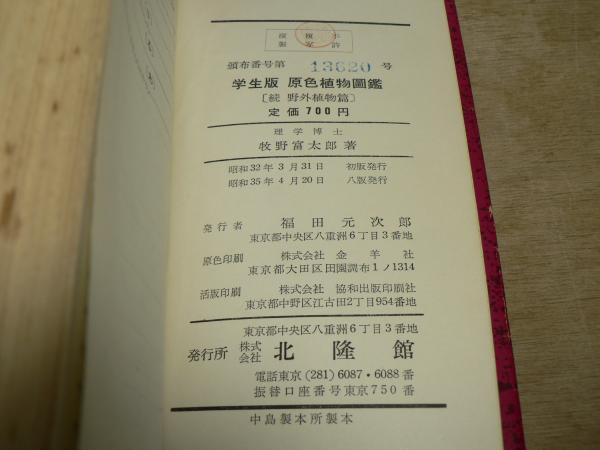 頒布番号第 13620 号
学生版 原色植物圖鑑
〔続 野外植物篇〕
定価700円
理学博士
牧野富太郎著
昭和32年3月31日 初版発行
昭和35年4月20日 八版発行
発行者 福田元次郎
東京都中央区八重洲6丁目3番地
原色印刷 株式会社 金羊社
東京都大田区田園調布1ノ1314
活版印刷 株式会社 協和出版印刷社
東京都中野区江古田2丁目954番地
東京都中央区八重洲6丁目3番地
発行所 株式会社 北隆館
電話東京(281)6087・6088番
振替口座番号東京750番
中島製本所製本